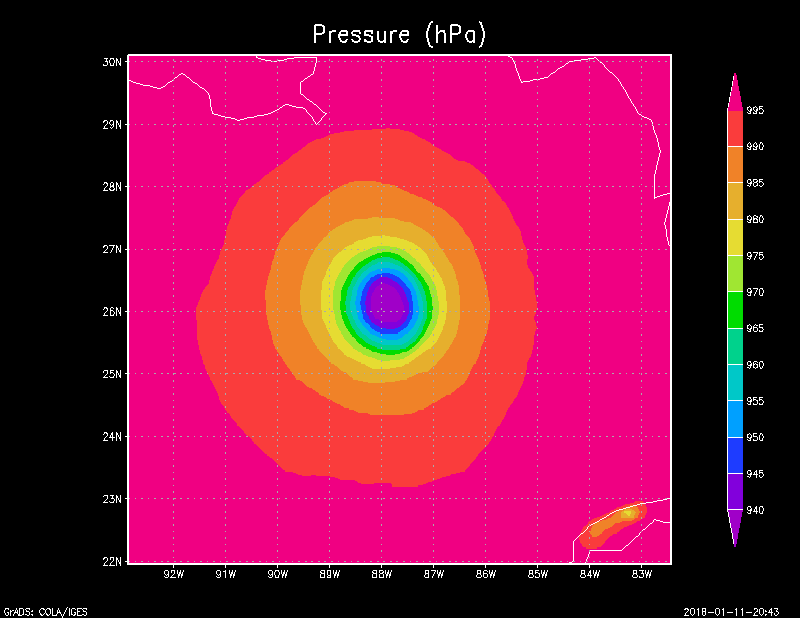 Pressure (hPa)
30N
29N
28N
27N
26N
25N
24N
23N
22N
92W 91W 90W 89W 88W 87W 86W 85W 84W 83W
995
990
985
980
975
970
965
960
955
950
945
940
GrADS: COLA/IGES
2018-01-11-20:43